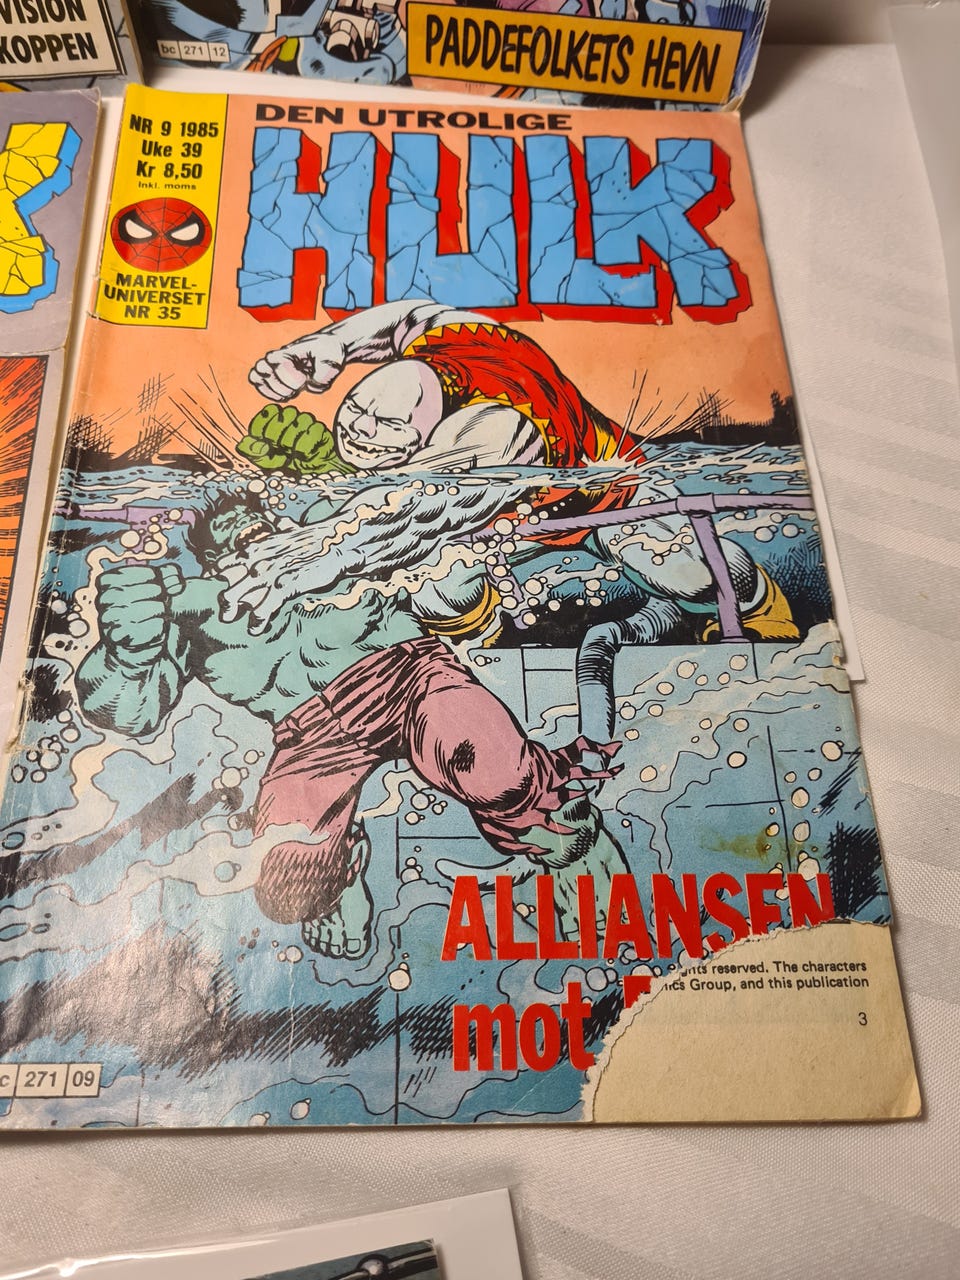 VISION
KOPPEN
bc 271 12
PADDEFOLKETS HEVN
NR 9 1985
Uke 39
Kr 8,50
Inkl. moms
MARVEL-
UNIVERSET
NR 35
DEN UTROLIGE
HULK
ALLIANSEN
mot
ghts reserved. The characters
ics Group, and this publication
3
c 271 09